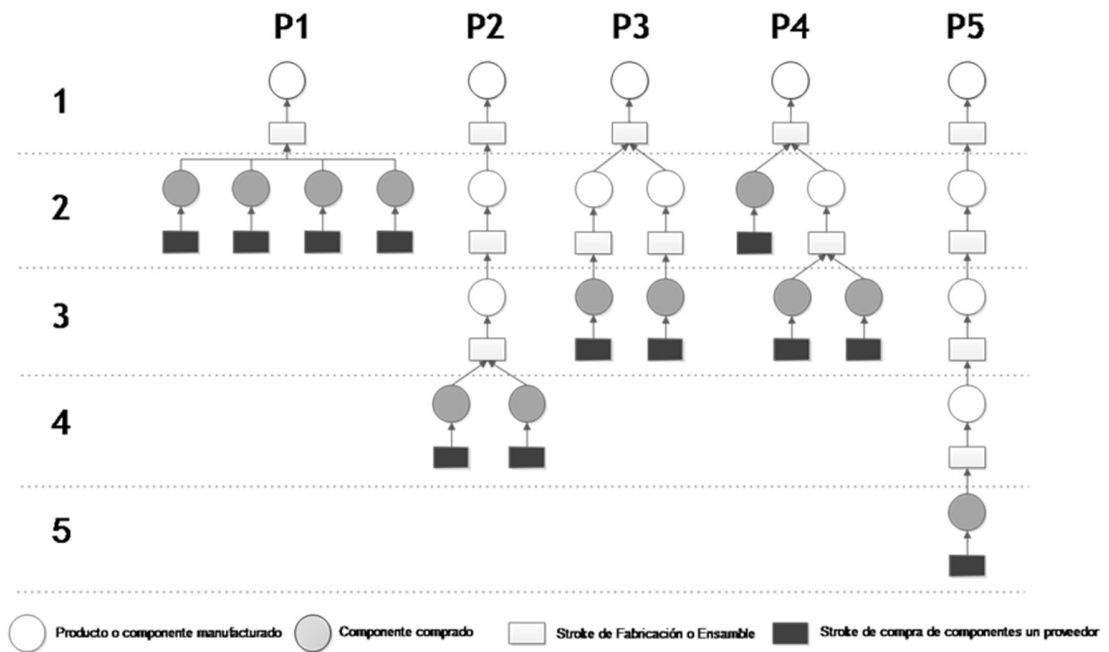 P1 P2 P3 P4 P5
1
2
3
4
5
Producto o componente manufacturado Componente comprado Stroke de Fabricación o Ensamble Stroke de compra de componentes un proveedor